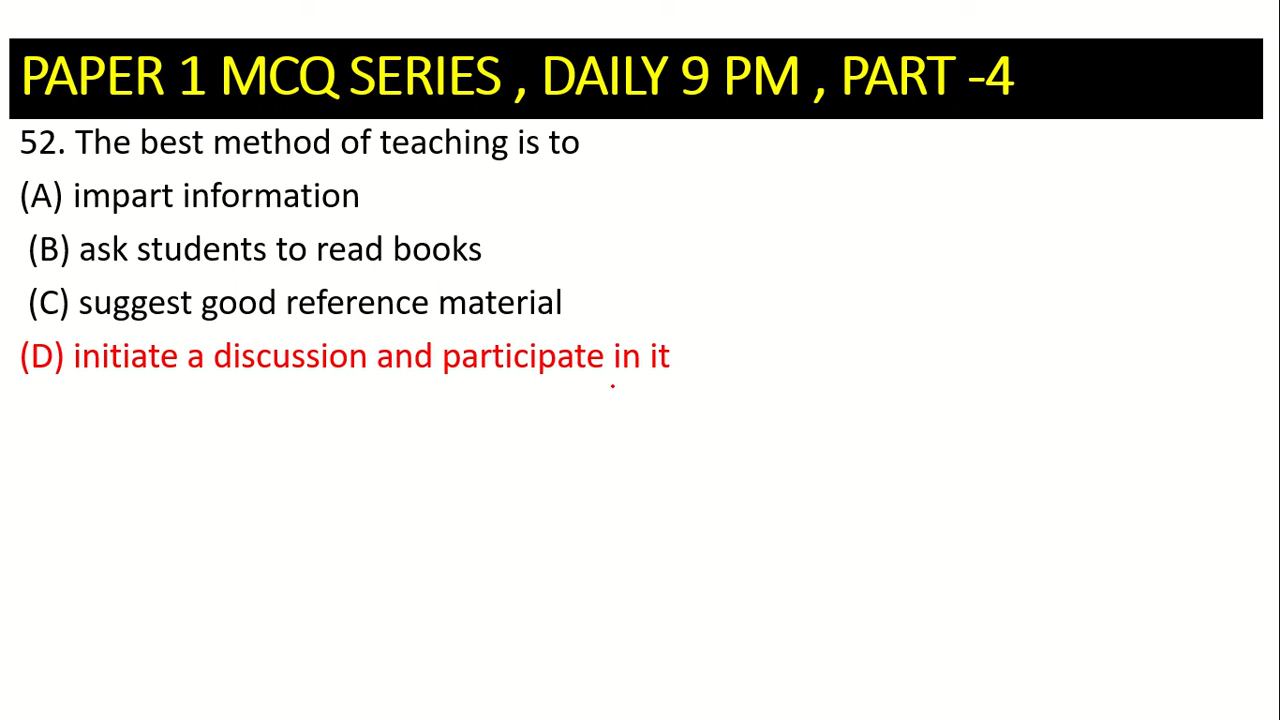 PAPER 1 MCQ SERIES , DAILY 9 PM , PART -4
52. The best method of teaching is to
(A) impart information
(B) ask students to read books
(C) suggest good reference material
(D) initiate a discussion and participate in it